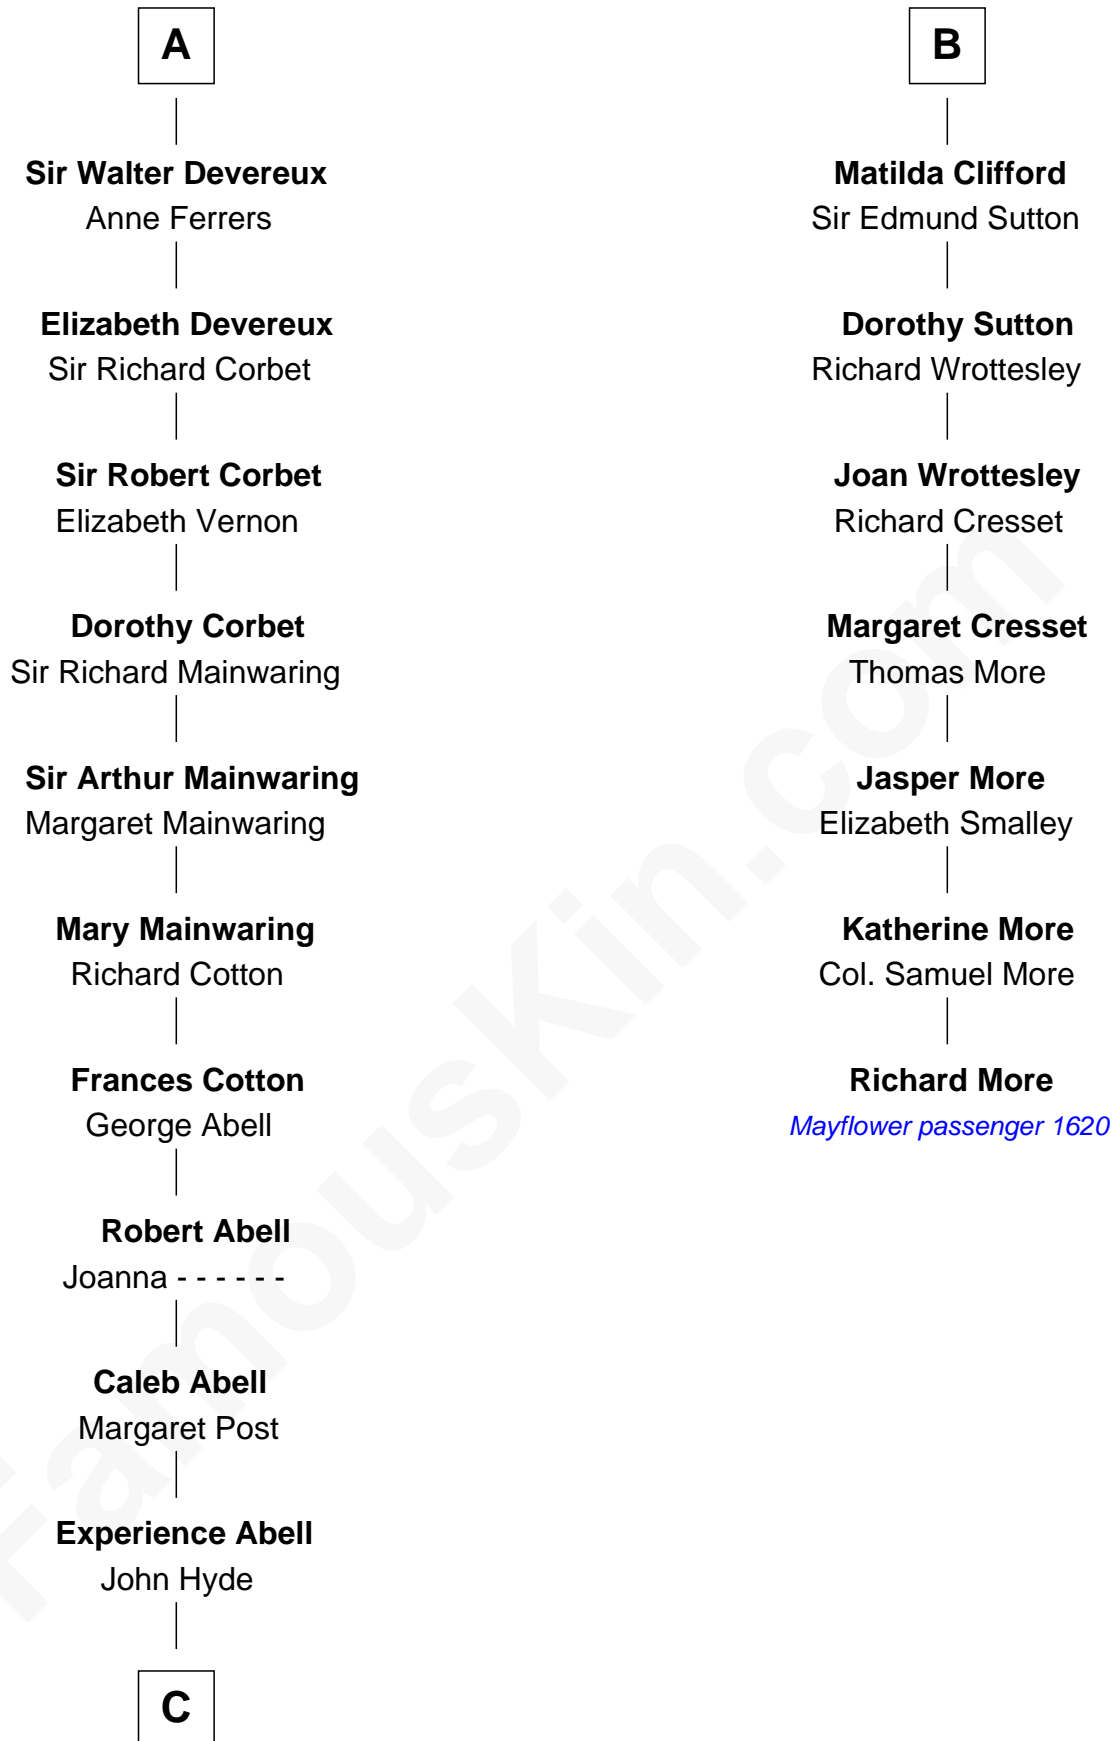 A
Sir Walter Devereux
Anne Ferrers
Elizabeth Devereux
Sir Richard Corbet
Sir Robert Corbet
Elizabeth Vernon
Dorothy Corbet
Sir Richard Mainwaring
Sir Arthur Mainwaring
Margaret Mainwaring
Mary Mainwaring
Richard Cotton
Frances Cotton
George Abell
Robert Abell
Joanna - - - - - -
Caleb Abell
Margaret Post
Experience Abell
John Hyde
C
B
Matilda Clifford
Sir Edmund Sutton
Dorothy Sutton
Richard Wrottesley
Joan Wrottesley
Richard Cresset
Margaret Cresset
Thomas More
Jasper More
Elizabeth Smalley
Katherine More
Col. Samuel More
Richard More
Mayflower passenger 1620
FamousKin.com